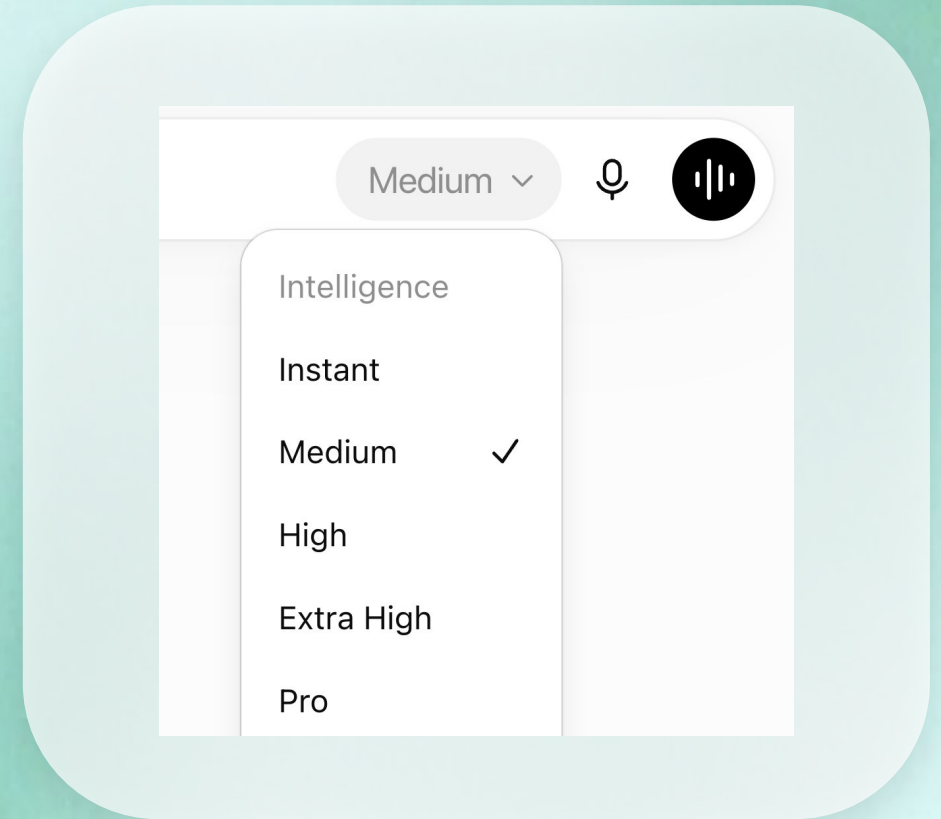 Medium
Intelligence
Instant
Medium
High
Extra High
Pro